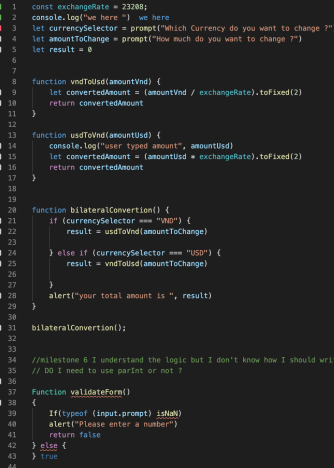 1 const exchangeRate = 23208;
2 console.log("we here ") we here
3 let currencySelector = prompt("Which Currency do you want to change ?")
4 let amountToChange = prompt("How much do you want to change ?")
5 let result = 0
6
7
8 function vndToUsd(amountVnd) {
9 let convertedAmount = (amountVnd / exchangeRate).toFixed(2)
10 return convertedAmount
11 }
12
13 function usdToVnd(amountUsd) {
14 console.log("user typed amount", amountUsd)
15 let convertedAmount = (amountUsd * exchangeRate).toFixed(2)
16 return convertedAmount
17 }
18
19
20 function bilateralConvertion() {
21 if (currencySelector === "VND") {
22 result = usdToVnd(amountToChange)
23
24 } else if (currencySelector === "USD") {
25 result = vndToUsd(amountToChange)
26
27 }
28 alert("your total amount is ", result)
29 }
30
31 bilateralConvertion();
32
33
34 //milestone 6 I understand the logic but I don't know how I should wri
35 // DO I need to use parInt or not ?
36
37 Function validateForm()
38 {
39 If(typeof (input.prompt) isNaN)
40 alert("Please enter a number")
41 return false
42 } else {
43 } true
44